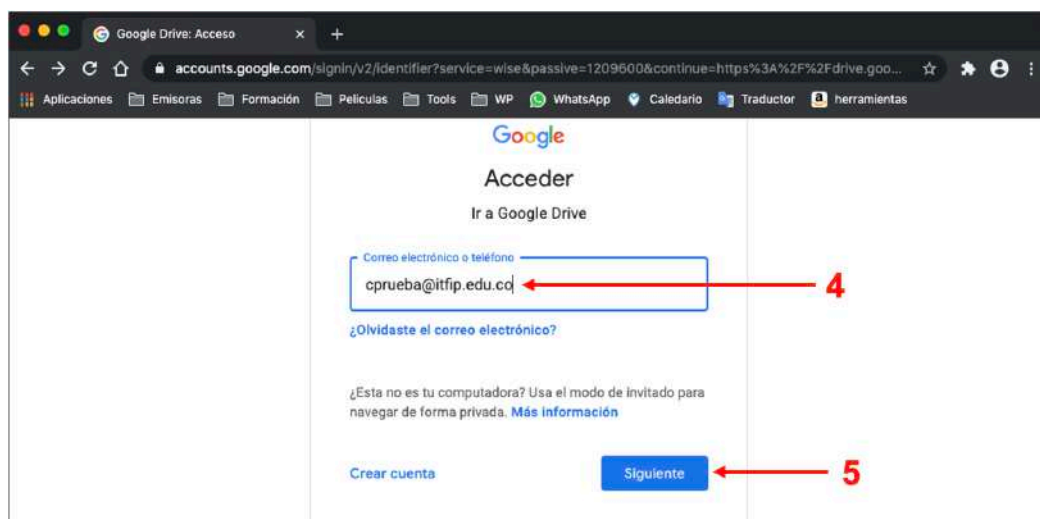 Google Drive: Acceso
accounts.google.com/signin/v2/identifier?service=wise&passive=1209600&continue=https%3A%2F%2Fdrive.goo...
Aplicaciones Emisoras Formación Peliculas Tools WP WhatsApp Caledario Traductor herramientas
Google
Acceder
Ir a Google Drive
Correo electrónico o teléfono
cprueba@itfip.edu.co
4
¿Olvidaste el correo electrónico?
¿Esta no es tu computadora? Usa el modo de invitado para
navegar de forma privada. Más información
Crear cuenta Siguiente
5